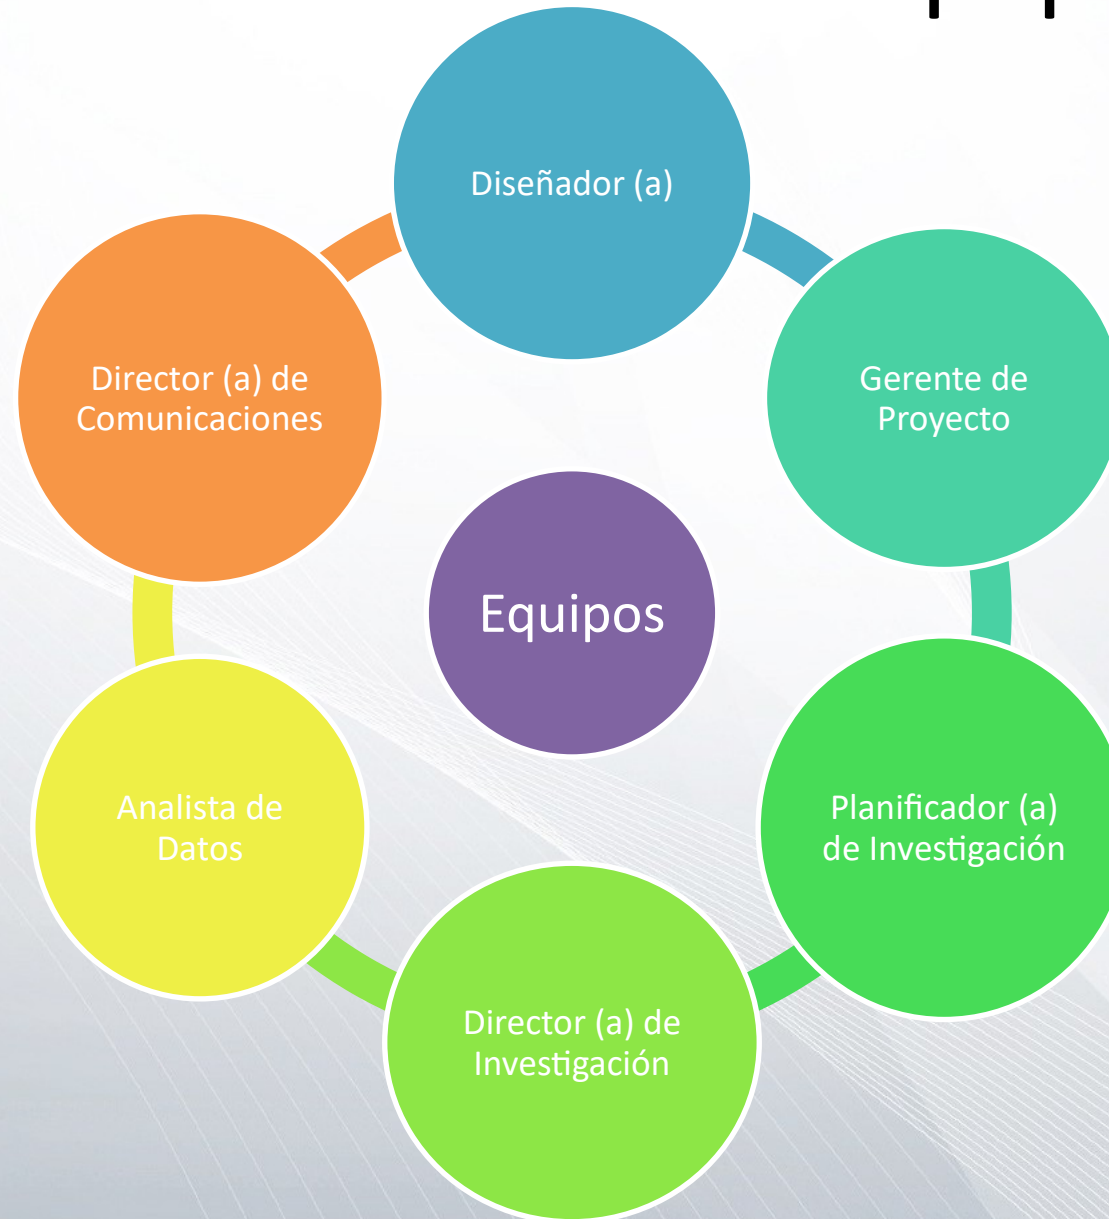 Diseñador (a)
Gerente de
Proyecto
Planificador (a)
de Investigación
Director (a) de
Investigación
Analista de
Datos
Director (a) de
Comunicaciones
Equipos